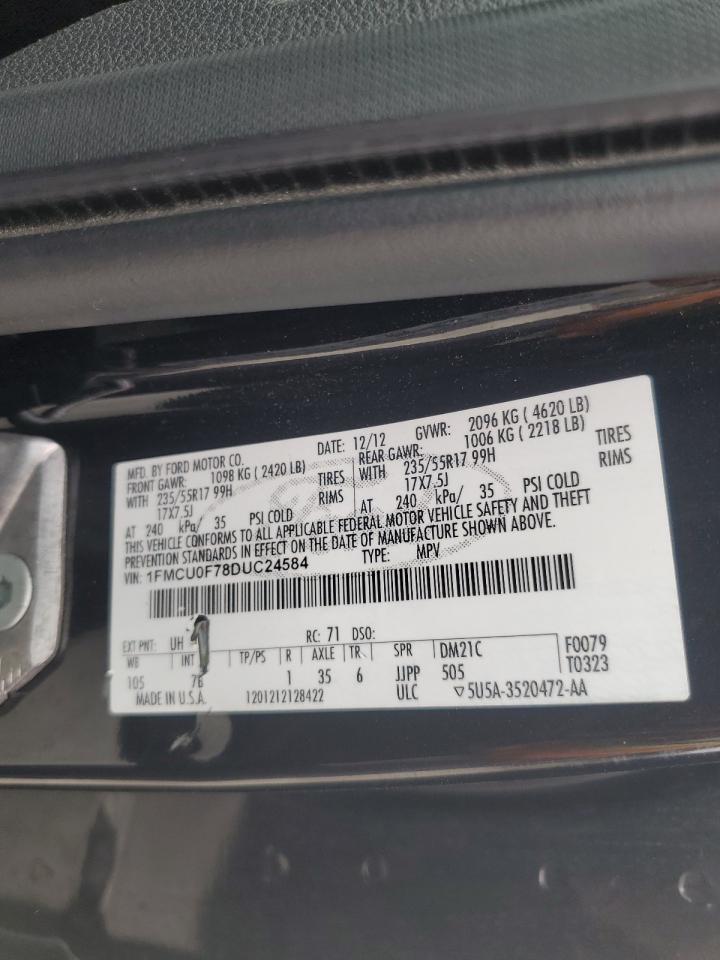 MFD. BY FORD MOTOR CO. DATE: 12/12 GVWR: 2096 KG ( 4620 LB)
FRONT GAWR: 1098 KG ( 2420 LB) REAR GAWR: 1006 KG ( 2218 LB)
WITH 235/55R17 99H TIRES WITH 235/55R17 99H TIRES
17X7.5J RIMS 17X7.5J RIMS
AT 240 kPa/ 35 PSI COLD AT 240 kPa/ 35 PSI COLD
THIS VEHICLE CONFORMS TO ALL APPLICABLE FEDERAL MOTOR VEHICLE SAFETY AND THEFT
PREVENTION STANDARDS IN EFFECT ON THE DATE OF MANUFACTURE SHOWN ABOVE.
VIN: 1FMCU0F78DUC24584 TYPE: MPV
EXT PNT: UH RC: 71 DSO:
WB INT TP/PS R AXLE TR SPR DM21C F0079
105 1 35 6 JJPP 505 T0323
MADE IN U.S.A. 1201212128422 ULC ▽5U5A-3520472-AA